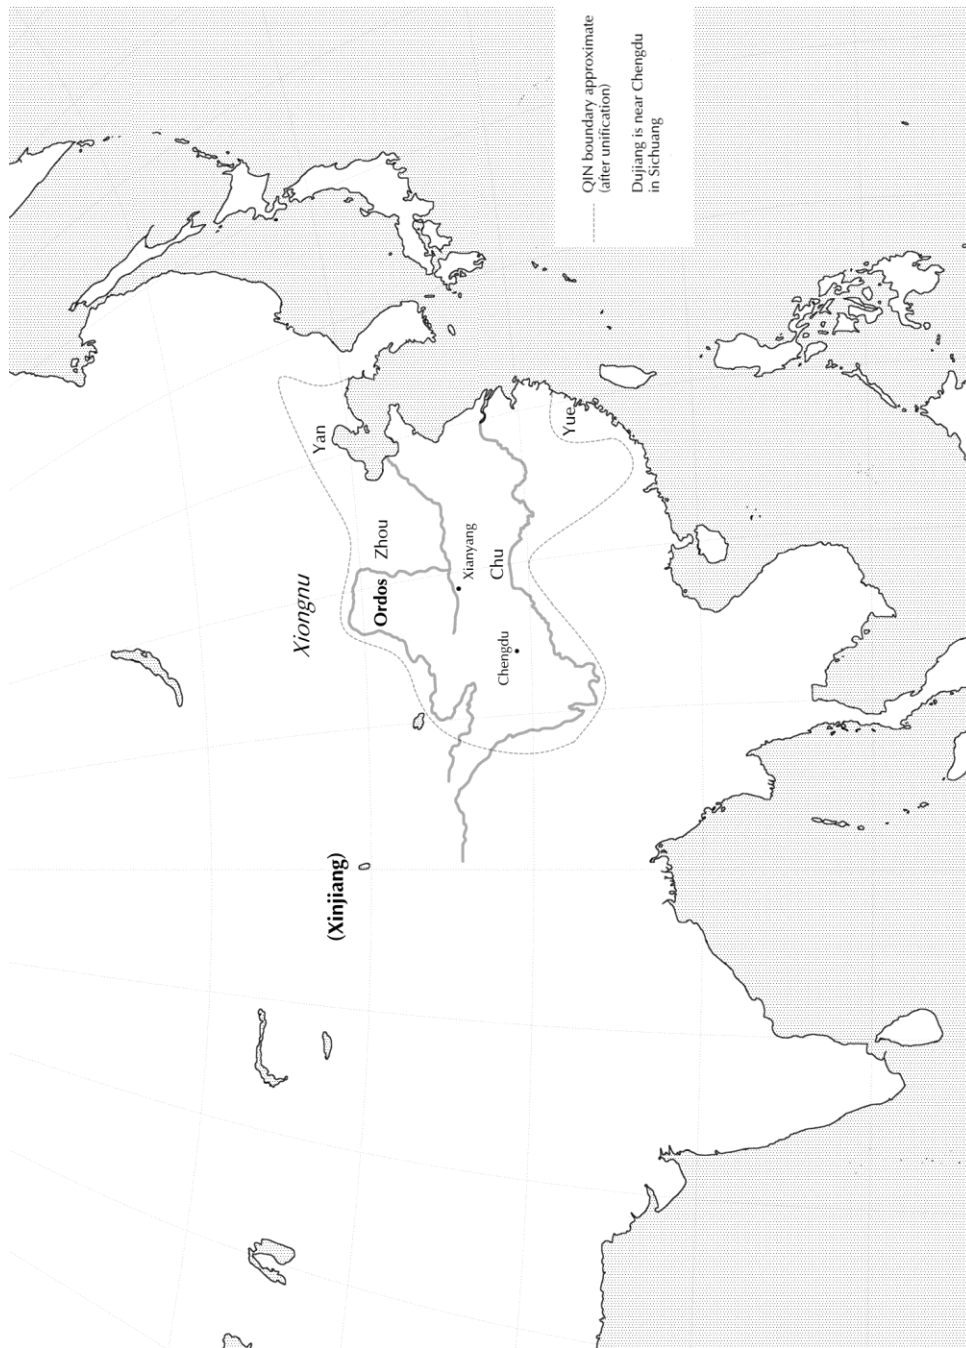 QIN boundary approximate
(after unification)
Dujiang is near Chengdu
in Sichuang
Yan
Xiongnu
Zhou
Ordos
Yue
Xianyang
Chu
Chengdu
(Xinjiang)